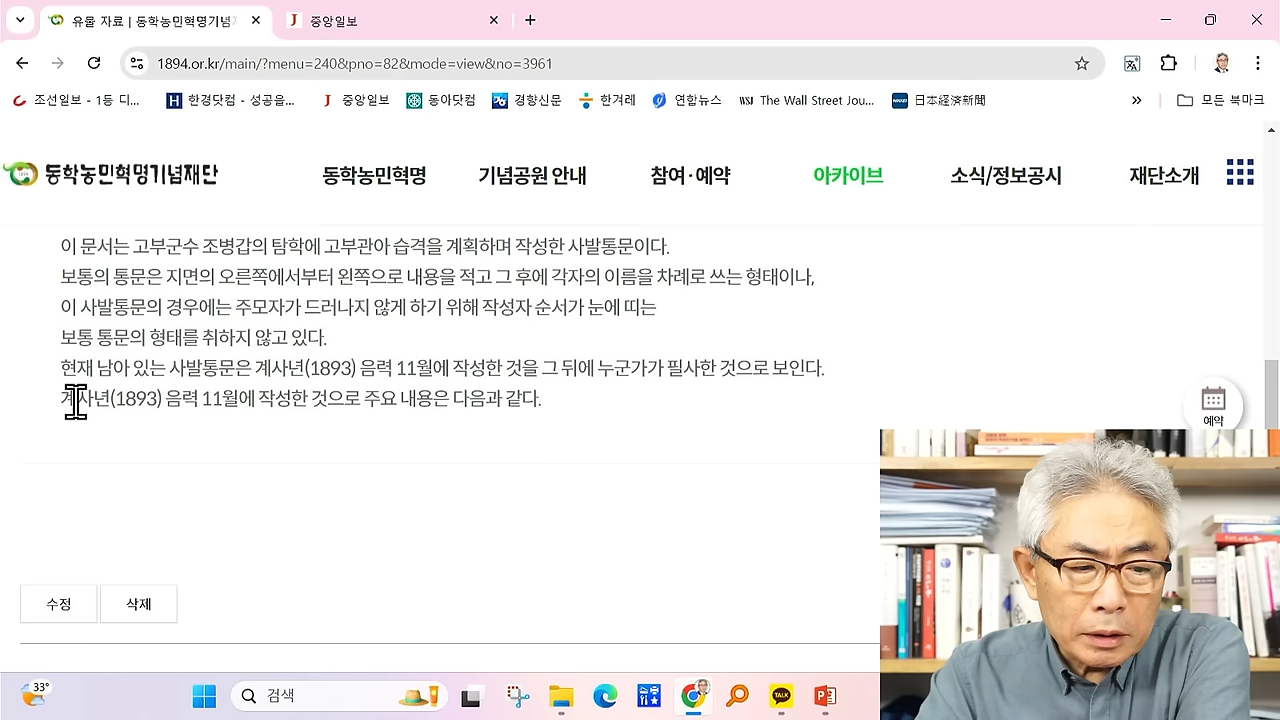 유물 자료 | 동학농민혁명기념
중앙일보
1894.or.kr/main/?menu=240&pno=82&mode=view&no=3961
조선일보 - 1등 디...
한경닷컴 - 성공을...
중앙일보
동아닷컴
경향신문
한겨레
연합뉴스
WSJ The Wall Street Jou...
日本経済新聞
모든 북마크
동학농민혁명기념재단
동학농민혁명
기념공원 안내
참여·예약
아카이브
소식/정보공시
재단소개
이 문서는 고부군수 조병갑의 탐학에 고부관아 습격을 계획하며 작성한 사발통문이다.
보통의 통문은 지면의 오른쪽에서부터 왼쪽으로 내용을 적고 그 후에 각자의 이름을 차례로 쓰는 형태이나,
이 사발통문의 경우에는 주모자가 드러나지 않게 하기 위해 작성자 순서가 눈에 띠는
보통 통문의 형태를 취하지 않고 있다.
현재 남아 있는 사발통문은 계사년(1893) 음력 11월에 작성한 것을 그 뒤에 누군가가 필사한 것으로 보인다.
계사년(1893) 음력 11월에 작성한 것으로 주요 내용은 다음과 같다.
예약
수정
삭제
33°
검색
TALK